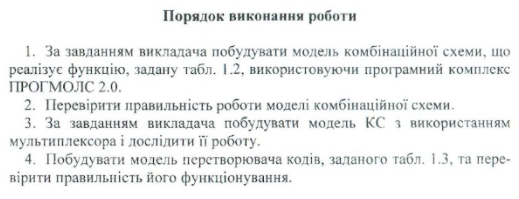 Порядок виконання роботи
1. За завданням викладача побудувати модель комбінаційної схеми, що
реалізує функцію, задану табл. 1.2, використовуючи програмний комплекс
ПРОГМОЛС 2.0.
2. Перевірити правильність роботи моделі комбінаційної схеми.
3. За завданням викладача побудувати модель КС з використанням
мультиплексора і дослідити її роботу.
4. Побудувати модель перетворювача кодів, заданого табл. 1.3, та пере-
вірити правильність його функціонування.